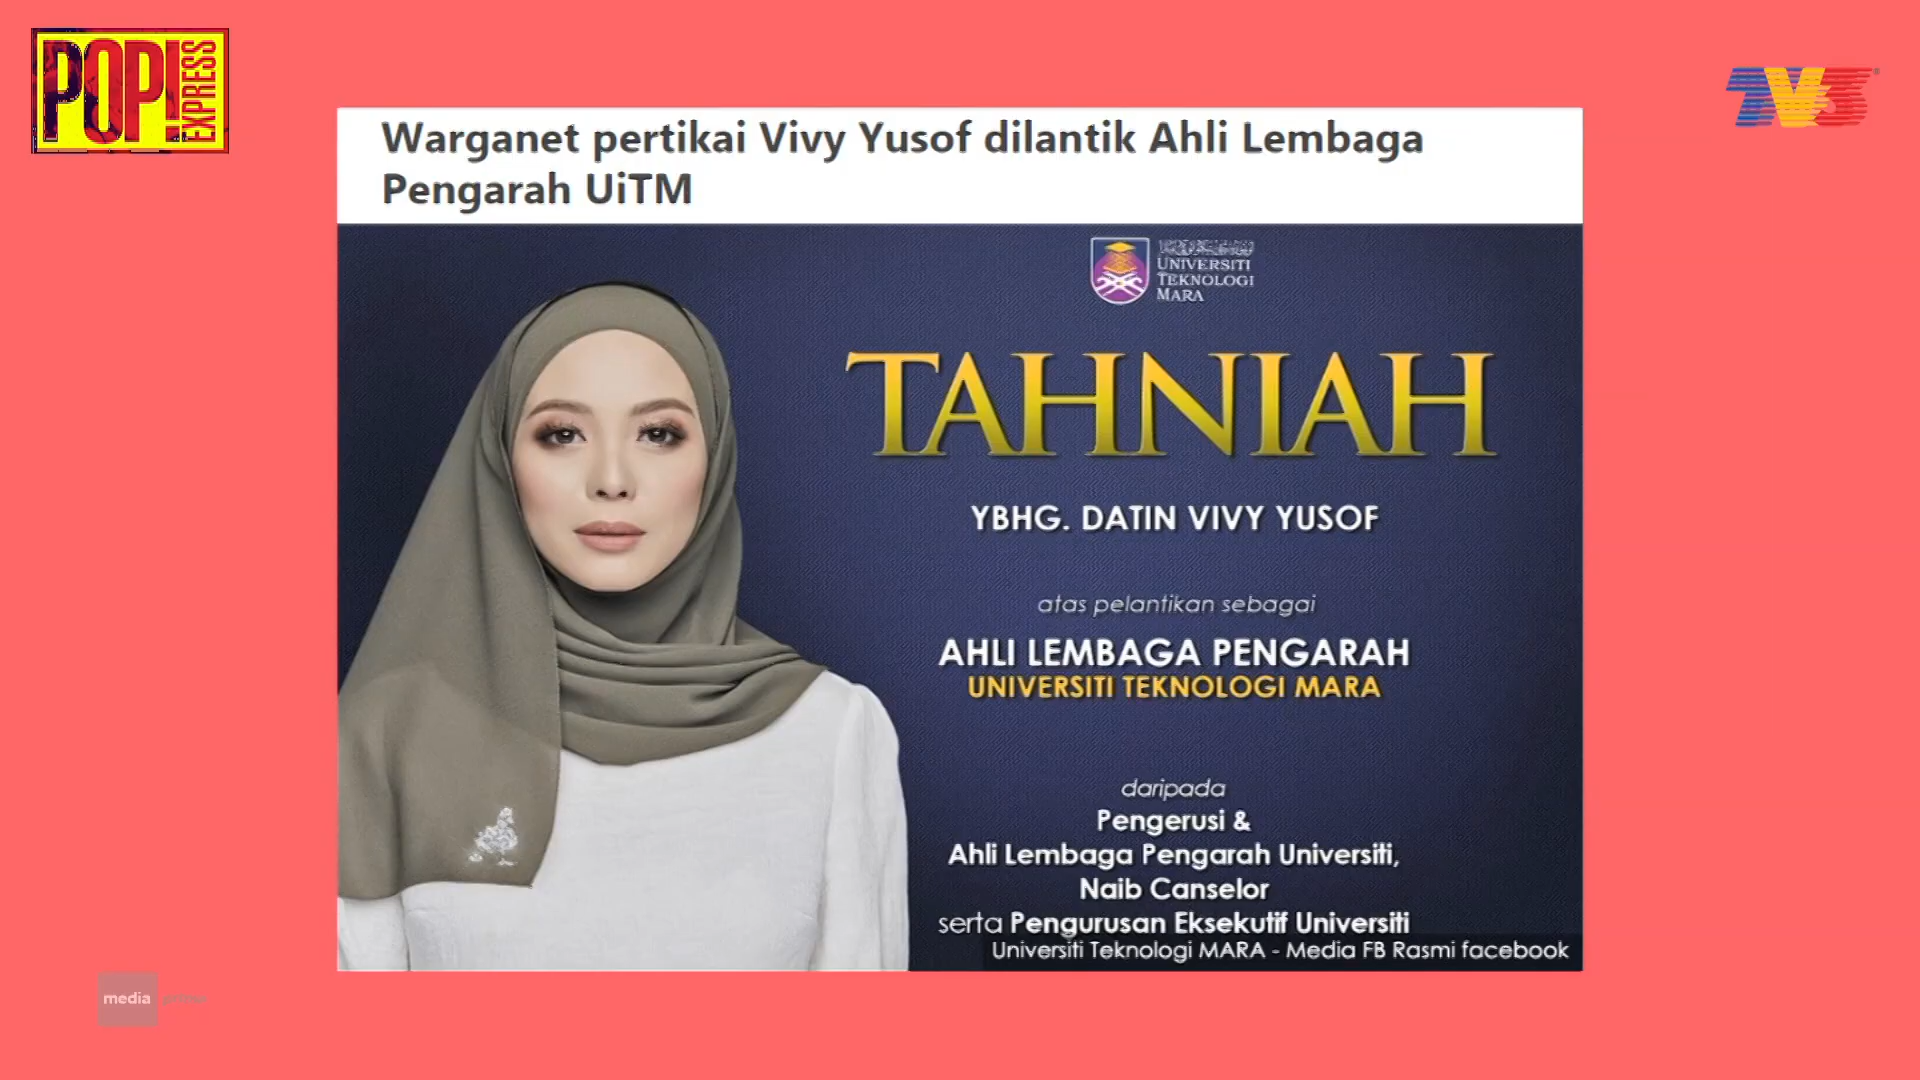 POP! EXPRESS
TV3
Warganet pertikai Vivy Yusof dilantik Ahli Lembaga
Pengarah UiTM
UNIVERSITI
TEKNOLOGI
MARA
TAHNIAH
YBHG. DATIN VIVY YUSOF
atas pelantikan sebagai
AHLI LEMBAGA PENGARAH
UNIVERSITI TEKNOLOGI MARA
daripada
Pengerusi &
Ahli Lembaga Pengarah Universiti,
Naib Canselor
serta Pengurusan Eksekutif Universiti
Universiti Teknologi MARA - Media FB Rasmi facebook
media